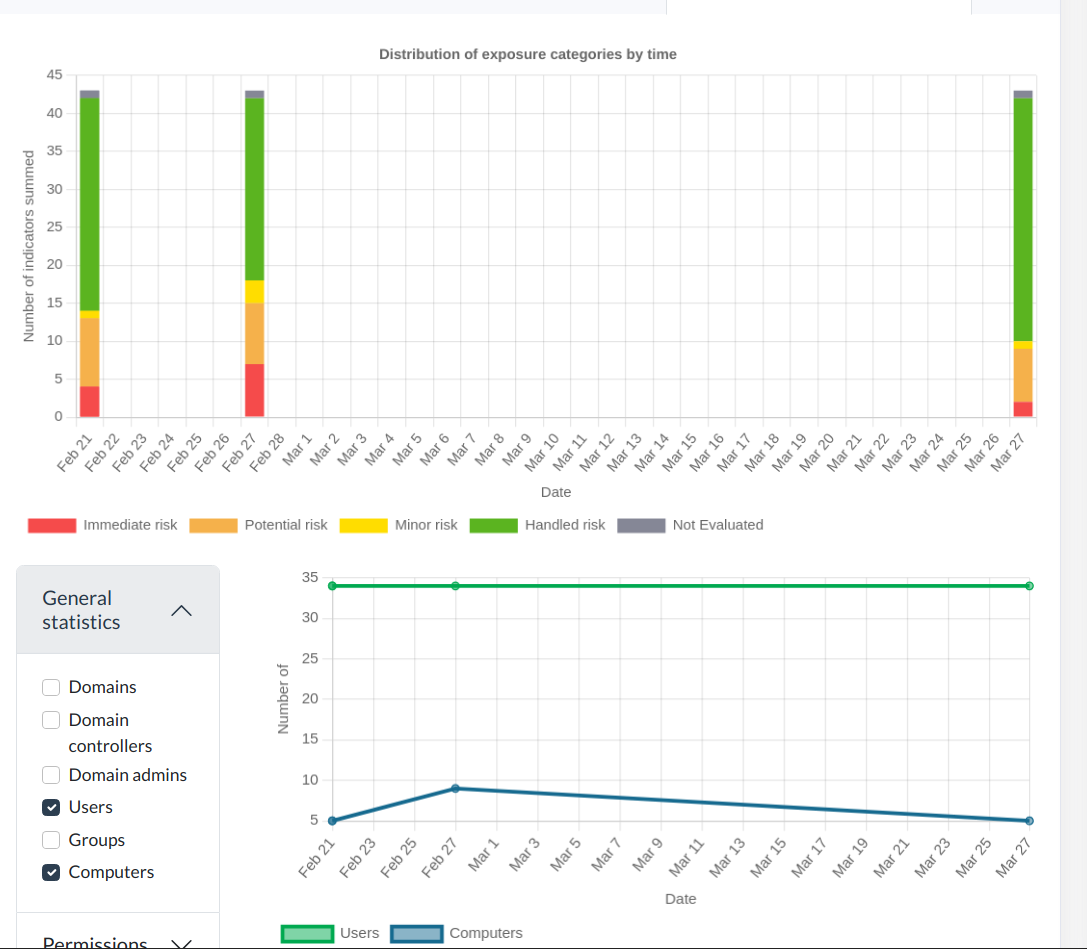 Distribution of exposure categories by time
45
40
35
30
25
20
15
10
5
0
Number of indicators summed
Feb 21 Feb 22 Feb 23 Feb 24 Feb 25 Feb 26 Feb 27 Feb 28 Mar 1 Mar 2 Mar 3 Mar 4 Mar 5 Mar 6 Mar 7 Mar 8 Mar 9 Mar 10 Mar 11 Mar 12 Mar 13 Mar 14 Mar 15 Mar 16 Mar 17 Mar 18 Mar 19 Mar 20 Mar 21 Mar 22 Mar 23 Mar 24 Mar 25 Mar 26 Mar 27
Date
Immediate risk Potential risk Minor risk Handled risk Not Evaluated
General
statistics
Domains
Domain
controllers
Domain admins
Users
Groups
Computers
Permissions
35
30
25
20
15
10
5
Number of
Feb 21 Feb 23 Feb 25 Feb 27 Mar 1 Mar 3 Mar 5 Mar 7 Mar 9 Mar 11 Mar 13 Mar 15 Mar 17 Mar 19 Mar 21 Mar 23 Mar 25 Mar 27
Date
Users Computers